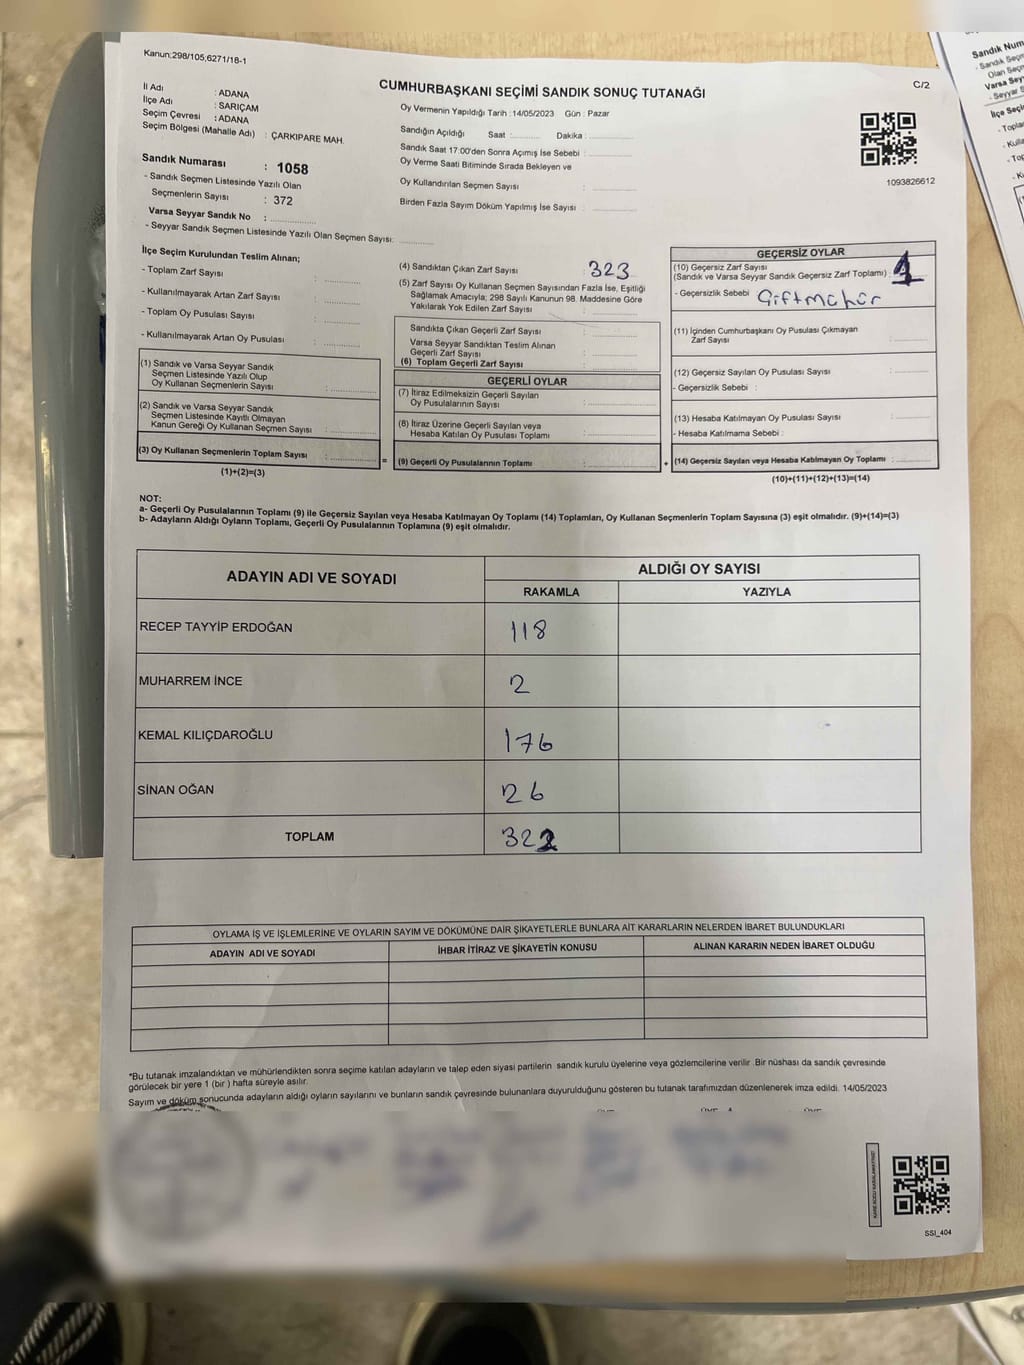 Kanun:298/105,6271/18-1
CUMHURBAŞKANI SEÇİMİ SANDIK SONUÇ TUTANAĞI
C/2
İl Adı : ADANA
İlçe Adı : SARIÇAM
Seçim Çevresi : ADANA
Seçim Bölgesi (Mahalle Adı) : ÇARKIPARE MAH.
Sandık Numarası : 1058
- Sandık Seçmen Listesinde Yazılı Olan
Seçmenlerin Sayısı : 372
Varsa Seyyar Sandık No :
- Seyyar Sandık Seçmen Listesinde Yazılı Olan Seçmen Sayısı:
Oy Vermenin Yapıldığı Tarih :14/05/2023 Gün : Pazar
Sandığın Açıldığı Saat : Dakika :
Sandık Saat 17:00'den Sonra Açımış İse Sebebi :
Oy Verme Saati Bitiminde Sırada Bekleyen ve
Oy Kullandırılan Seçmen Sayısı :
Birden Fazla Sayım Döküm Yapılmış İse Sayısı :
1093826612
İlçe Seçim Kurulundan Teslim Alınan;
- Toplam Zarf Sayısı :
- Kullanılmayarak Artan Zarf Sayısı :
- Toplam Oy Pusulası Sayısı :
- Kullanılmayarak Artan Oy Pusulası :
(1) Sandık ve Varsa Seyyar Sandık
Seçmen Listesinde Yazılı Olup
Oy Kullanan Seçmenlerin Sayısı :
(2) Sandık ve Varsa Seyyar Sandık
Seçmen Listesinde Kayıtlı Olmayan
Kanun Gereği Oy Kullanan Seçmen Sayısı :
(3) Oy Kullanan Seçmenlerin Toplam Sayısı :
(1)+(2)=(3)
(4) Sandıktan Çıkan Zarf Sayısı : 323
(5) Zarf Sayısı Oy Kullanan Seçmen Sayısından Fazla İse, Eşitliği
Sağlamak Amacıyla; 298 Sayılı Kanunun 98. Maddesine Göre
Yakılarak Yok Edilen Zarf Sayısı :
Sandıkta Çıkan Geçerli Zarf Sayısı :
Varsa Seyyar Sandıktan Teslim Alınan
Geçerli Zarf Sayısı :
(6) Toplam Geçerli Zarf Sayısı :
GEÇERLİ OYLAR
(7) İtiraz Edilmeksizin Geçerli Sayılan
Oy Pusulalarının Sayısı :
(8) İtiraz Üzerine Geçerli Sayılan veya
Hesaba Katılan Oy Pusulası Toplamı :
= (9) Geçerli Oy Pusulalarının Toplamı :
GEÇERSİZ OYLAR
(10) Geçersiz Zarf Sayısı
(Sandık ve Varsa Seyyar Sandık Geçersiz Zarf Toplamı) : 1
- Geçersizlik Sebebi : Çift mühür
(11) İçinden Cumhurbaşkanı Oy Pusulası Çıkmayan
Zarf Sayısı :
(12) Geçersiz Sayılan Oy Pusulası Sayısı :
- Geçersizlik Sebebi :
(13) Hesaba Katılmayan Oy Pusulası Sayısı :
- Hesaba Katılmama Sebebi :
+ (14) Geçersiz Sayılan veya Hesaba Katılmayan Oy Toplamı :
(10)+(11)+(12)+(13)=(14)
NOT:
a- Geçerli Oy Pusulalarının Toplamı (9) ile Geçersiz Sayılan veya Hesaba Katılmayan Oy Toplamı (14) Toplamları, Oy Kullanan Seçmenlerin Toplam Sayısına (3) eşit olmalıdır. (9)+(14)=(3)
b- Adayların Aldığı Oyların Toplamı, Geçerli Oy Pusulalarının Toplamına (9) eşit olmalıdır.
ADAYIN ADI VE SOYADI
ALDIĞI OY SAYISI
RAKAMLA YAZIYLA
RECEP TAYYİP ERDOĞAN 118
MUHARREM İNCE 2
KEMAL KILIÇDAROĞLU 176
SİNAN OĞAN 26
TOPLAM 322
OYLAMA İŞ VE İŞLEMLERİNE VE OYLARIN SAYIM VE DÖKÜMÜNE DAİR ŞİKAYETLERLE BUNLARA AİT KARARLARIN NELERDEN İBARET BULUNDUKLARI
ADAYIN ADI VE SOYADI İHBAR İTİRAZ VE ŞİKAYETİN KONUSU ALINAN KARARIN NEDEN İBARET OLDUĞU
*Bu tutanak imzalandıktan ve mühürlendikten sonra seçime katılan adayların ve talep eden siyasi partilerin sandık kurulu üyelerine veya gözlemcilerine verilir. Bir nüshası da sandık çevresinde
görülecek bir yere 1 (bir ) hafta süreyle asılır.
Sayım ve döküm sonucunda adayların aldığı oyların sayılarını ve bunların sandık çevresinde bulunanlara duyurulduğunu gösteren bu tutanak tarafımızdan düzenlenerek imza edildi. 14/05/2023
SSI_404